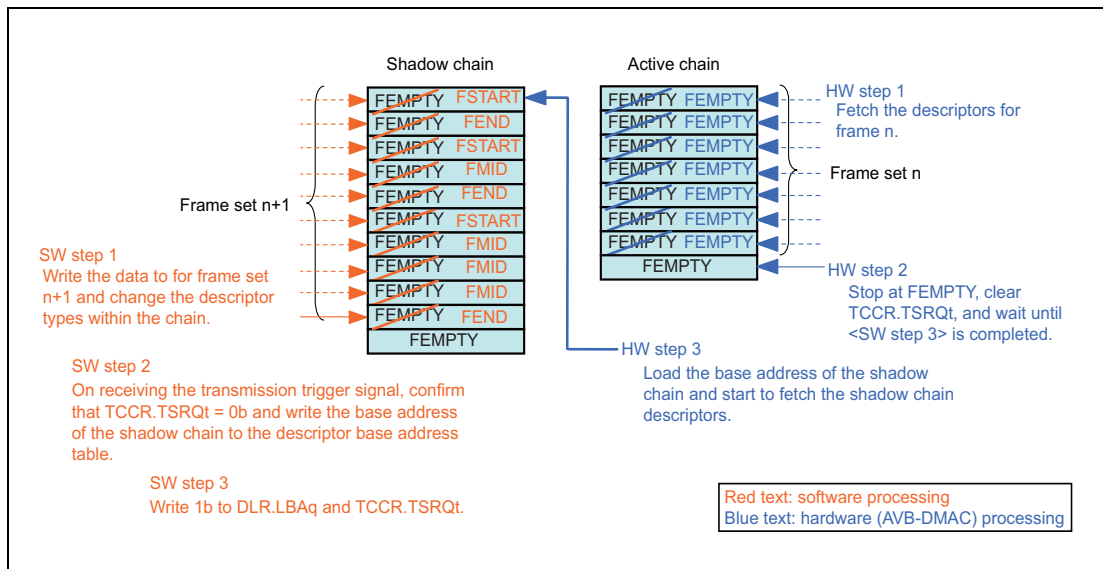 Shadow chain
Active chain
FEMPTY FSTART
FEMPTY FEND
FEMPTY FSTART
FEMPTY FMID
FEMPTY FEND
FEMPTY FSTART
FEMPTY FMID
FEMPTY FMID
FEMPTY FMID
FEMPTY FEND
FEMPTY
FEMPTY FEMPTY
FEMPTY FEMPTY
FEMPTY FEMPTY
FEMPTY FEMPTY
FEMPTY FEMPTY
FEMPTY FEMPTY
FEMPTY FEMPTY
FEMPTY
HW step 1
Fetch the descriptors for
frame n.
Frame set n
Frame set n+1
SW step 1
Write the data to for frame set
n+1 and change the descriptor
types within the chain.
HW step 2
Stop at FEMPTY, clear
TCCR.TSRQt, and wait until
<SW step 3> is completed.
HW step 3
Load the base address of the shadow
chain and start to fetch the shadow chain
descriptors.
SW step 2
On receiving the transmission trigger signal, confirm
that TCCR.TSRQt = 0b and write the base address
of the shadow chain to the descriptor base address
table.
SW step 3
Write 1b to DLR.LBAq and TCCR.TSRQt.
Red text: software processing
Blue text: hardware (AVB-DMAC) processing